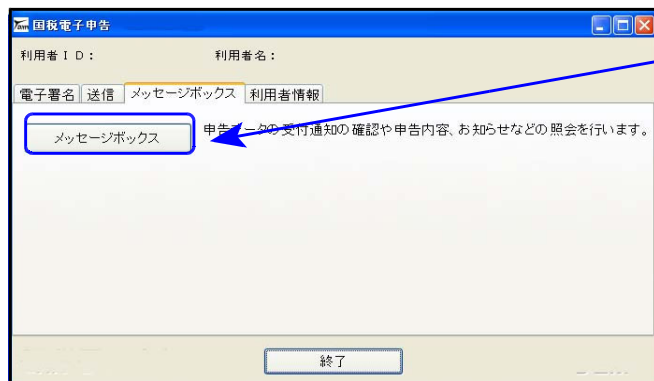 国税電子申告
利用者ＩＤ： 利用者名：
電子署名 送信 メッセージボックス 利用者情報
メッセージボックス 申告データの受付通知の確認や申告内容、お知らせなどの照会を行います。
終了